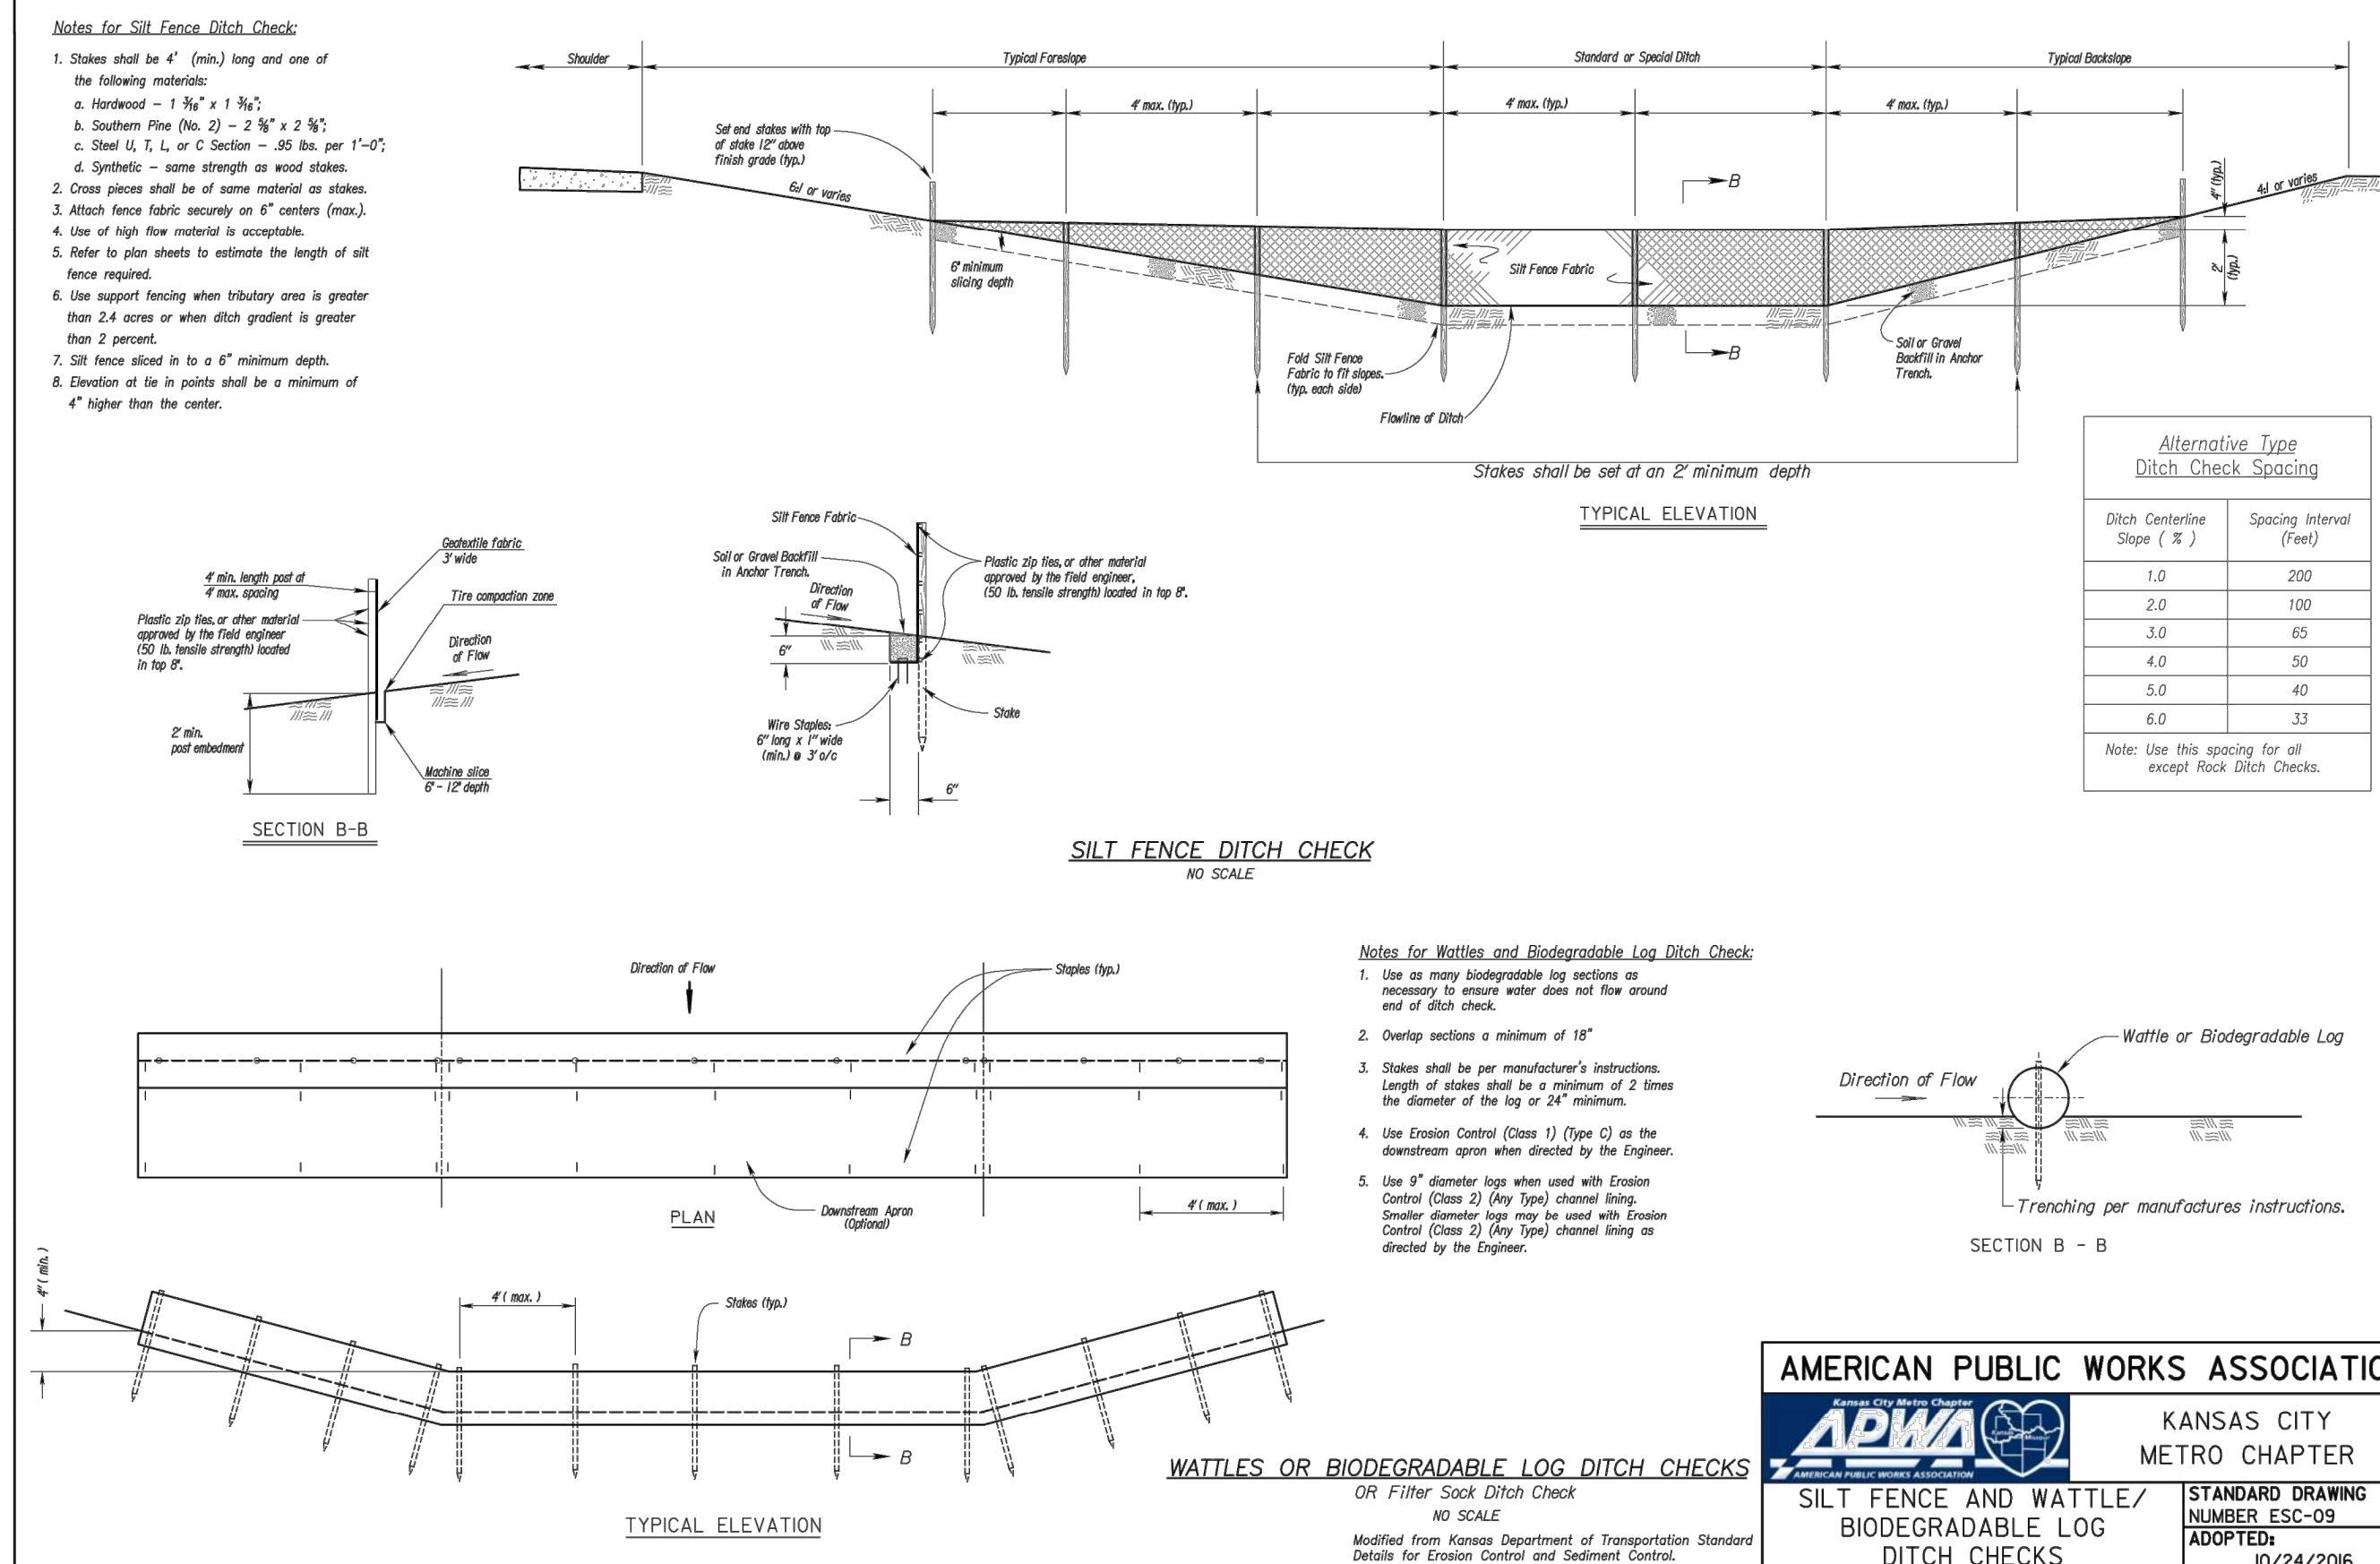 Notes for Silt Fence Ditch Check:
1. Stakes shall be 4' (min.) long and one of
the following materials:
a. Hardwood – 1 3/16" x 1 3/16";
b. Southern Pine (No. 2) – 2 5/8" x 2 5/8";
c. Steel U, T, L, or C Section – .95 lbs. per 1'-0";
d. Synthetic – same strength as wood stakes.
2. Cross pieces shall be of same material as stakes.
3. Attach fence fabric securely on 6" centers (max.).
4. Use of high flow material is acceptable.
5. Refer to plan sheets to estimate the length of silt
fence required.
6. Use support fencing when tributary area is greater
than 2.4 acres or when ditch gradient is greater
than 2 percent.
7. Silt fence sliced in to a 6" minimum depth.
8. Elevation at tie in points shall be a minimum of
4" higher than the center.
Shoulder
Typical Foreslope
Standard or Special Ditch
Typical Backslope
4' max. (typ.)
4' max. (typ.)
4' max. (typ.)
Set end stakes with top
of stake 12" above
finish grade (typ.)
6:1 or varies
B
4" (typ.)
4:1 or varies
6" minimum
slicing depth
Silt Fence Fabric
2'
(typ.)
Fold Silt Fence
Fabric to fit slopes.
(typ. each side)
B
Soil or Gravel
Backfill in Anchor
Trench.
Flowline of Ditch
Stakes shall be set at an 2' minimum depth
TYPICAL ELEVATION
Alternative Type
Ditch Check Spacing
Ditch Centerline
Slope ( % )
Spacing Interval
(Feet)
1.0 200
2.0 100
3.0 65
4.0 50
5.0 40
6.0 33
Note: Use this spacing for all
except Rock Ditch Checks.
Geotextile fabric
3' wide
4' min. length post at
4' max. spacing
Tire compaction zone
Plastic zip ties, or other material
approved by the field engineer
(50 lb. tensile strength) located
in top 8".
Direction
of Flow
2' min.
post embedment
Machine slice
6" - 12" depth
SECTION B-B
Silt Fence Fabric
Soil or Gravel Backfill
in Anchor Trench.
Direction
of Flow
Plastic zip ties, or other material
approved by the field engineer,
(50 lb. tensile strength) located in top 8".
6"
Stake
Wire Staples:
6" long x 1" wide
(min.) @ 3' o/c
6"
SILT FENCE DITCH CHECK
NO SCALE
Direction of Flow
Staples (typ.)
PLAN
Downstream Apron
(Optional)
4' ( max. )
4" ( min. )
4' ( max. )
Stakes (typ.)
B
B
TYPICAL ELEVATION
Notes for Wattles and Biodegradable Log Ditch Check:
1. Use as many biodegradable log sections as
necessary to ensure water does not flow around
end of ditch check.
2. Overlap sections a minimum of 18"
3. Stakes shall be per manufacturer's instructions.
Length of stakes shall be a minimum of 2 times
the diameter of the log or 24" minimum.
4. Use Erosion Control (Class 1) (Type C) as the
downstream apron when directed by the Engineer.
5. Use 9" diameter logs when used with Erosion
Control (Class 2) (Any Type) channel lining.
Smaller diameter logs may be used with Erosion
Control (Class 2) (Any Type) channel lining as
directed by the Engineer.
Wattle or Biodegradable Log
Direction of Flow
Trenching per manufactures instructions.
SECTION B - B
WATTLES OR BIODEGRADABLE LOG DITCH CHECKS
OR Filter Sock Ditch Check
NO SCALE
Modified from Kansas Department of Transportation Standard
Details for Erosion Control and Sediment Control.
AMERICAN PUBLIC WORKS ASSOCIATIO
Kansas City Metro Chapter
APWA
AMERICAN PUBLIC WORKS ASSOCIATION
KANSAS CITY
METRO CHAPTER
SILT FENCE AND WATTLE/
BIODEGRADABLE LOG
DITCH CHECKS
STANDARD DRAWING
NUMBER ESC-09
ADOPTED:
10/24/2016